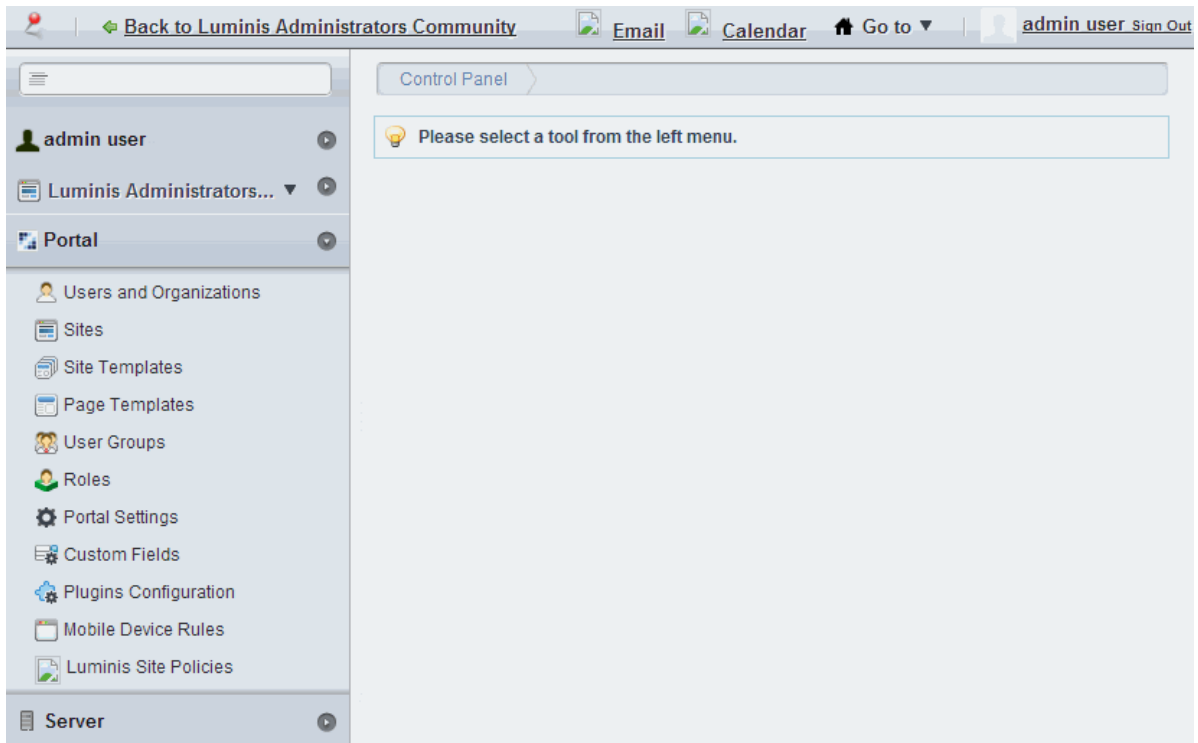 Back to Luminis Administrators Community Email Calendar Go to ▼ admin user Sign Out
Control Panel
admin user
Please select a tool from the left menu.
Luminis Administrators... ▼
Portal
Users and Organizations
Sites
Site Templates
Page Templates
User Groups
Roles
Portal Settings
Custom Fields
Plugins Configuration
Mobile Device Rules
Luminis Site Policies
Server